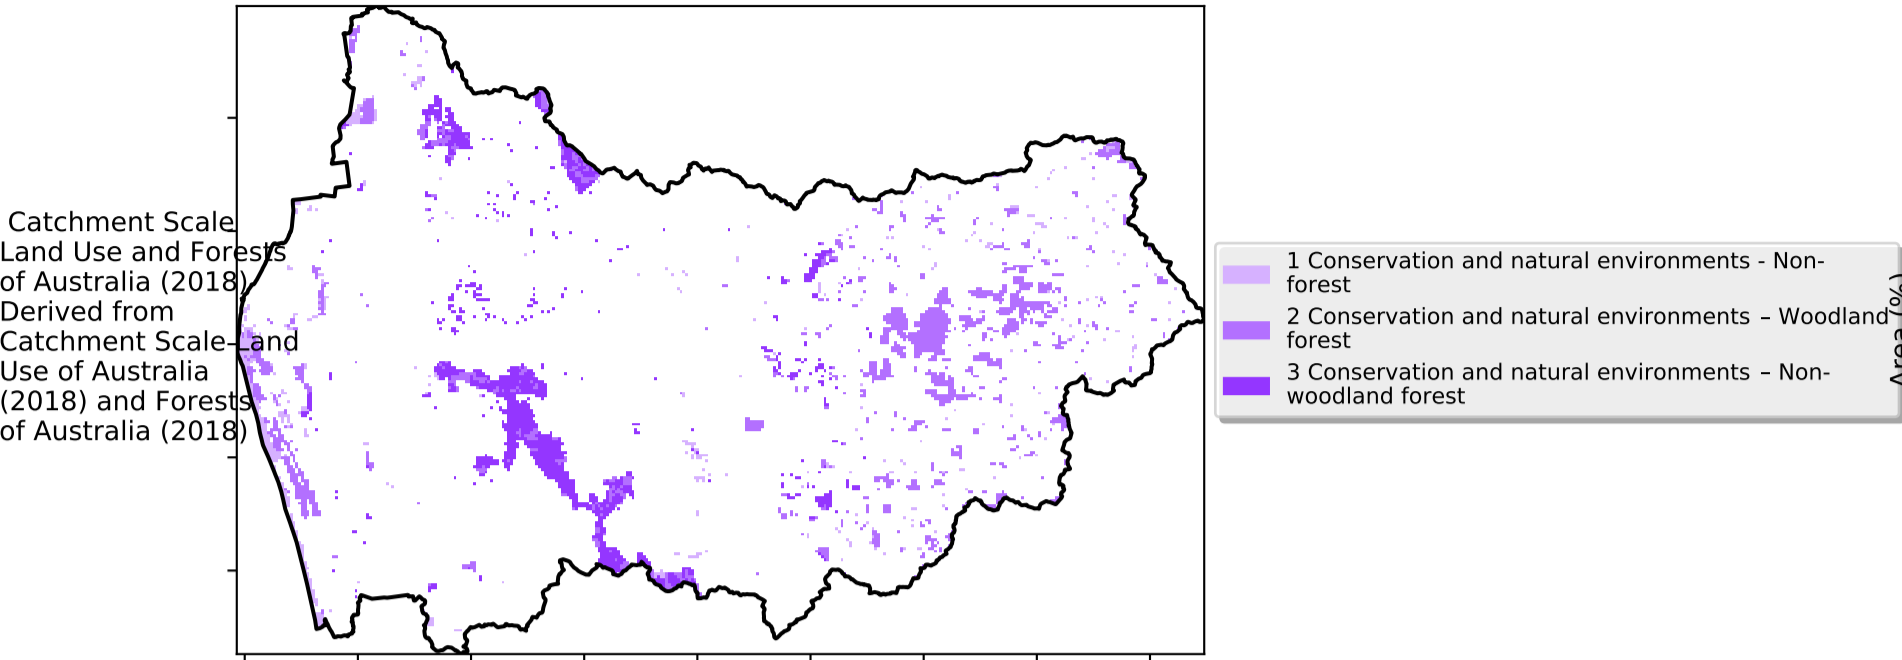 Catchment Scale
Land Use and Forests
of Australia (2018)
Derived from
Catchment Scale Land
Use of Australia
(2018) and Forests
of Australia (2018)
1 Conservation and natural environments - Non-
forest
2 Conservation and natural environments – Woodland
forest
3 Conservation and natural environments – Non-
woodland forest